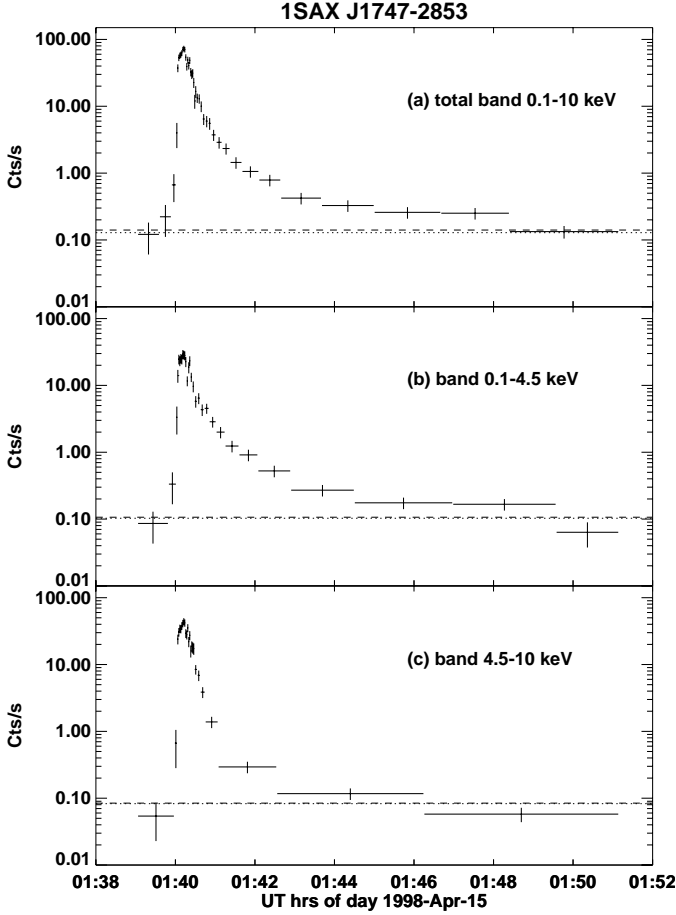 1SAX J1747-2853
100.00
(a) total band 0.1-10 keV
10.00
Cts/s
1.00
0.10
0.01
100.00
(b) band 0.1-4.5 keV
10.00
Cts/s
1.00
0.10
0.01
100.00
(c) band 4.5-10 keV
10.00
Cts/s
1.00
0.10
0.01
01:38 01:40 01:42 01:44 01:46 01:48 01:50 01:52
UT hrs of day 1998-Apr-15